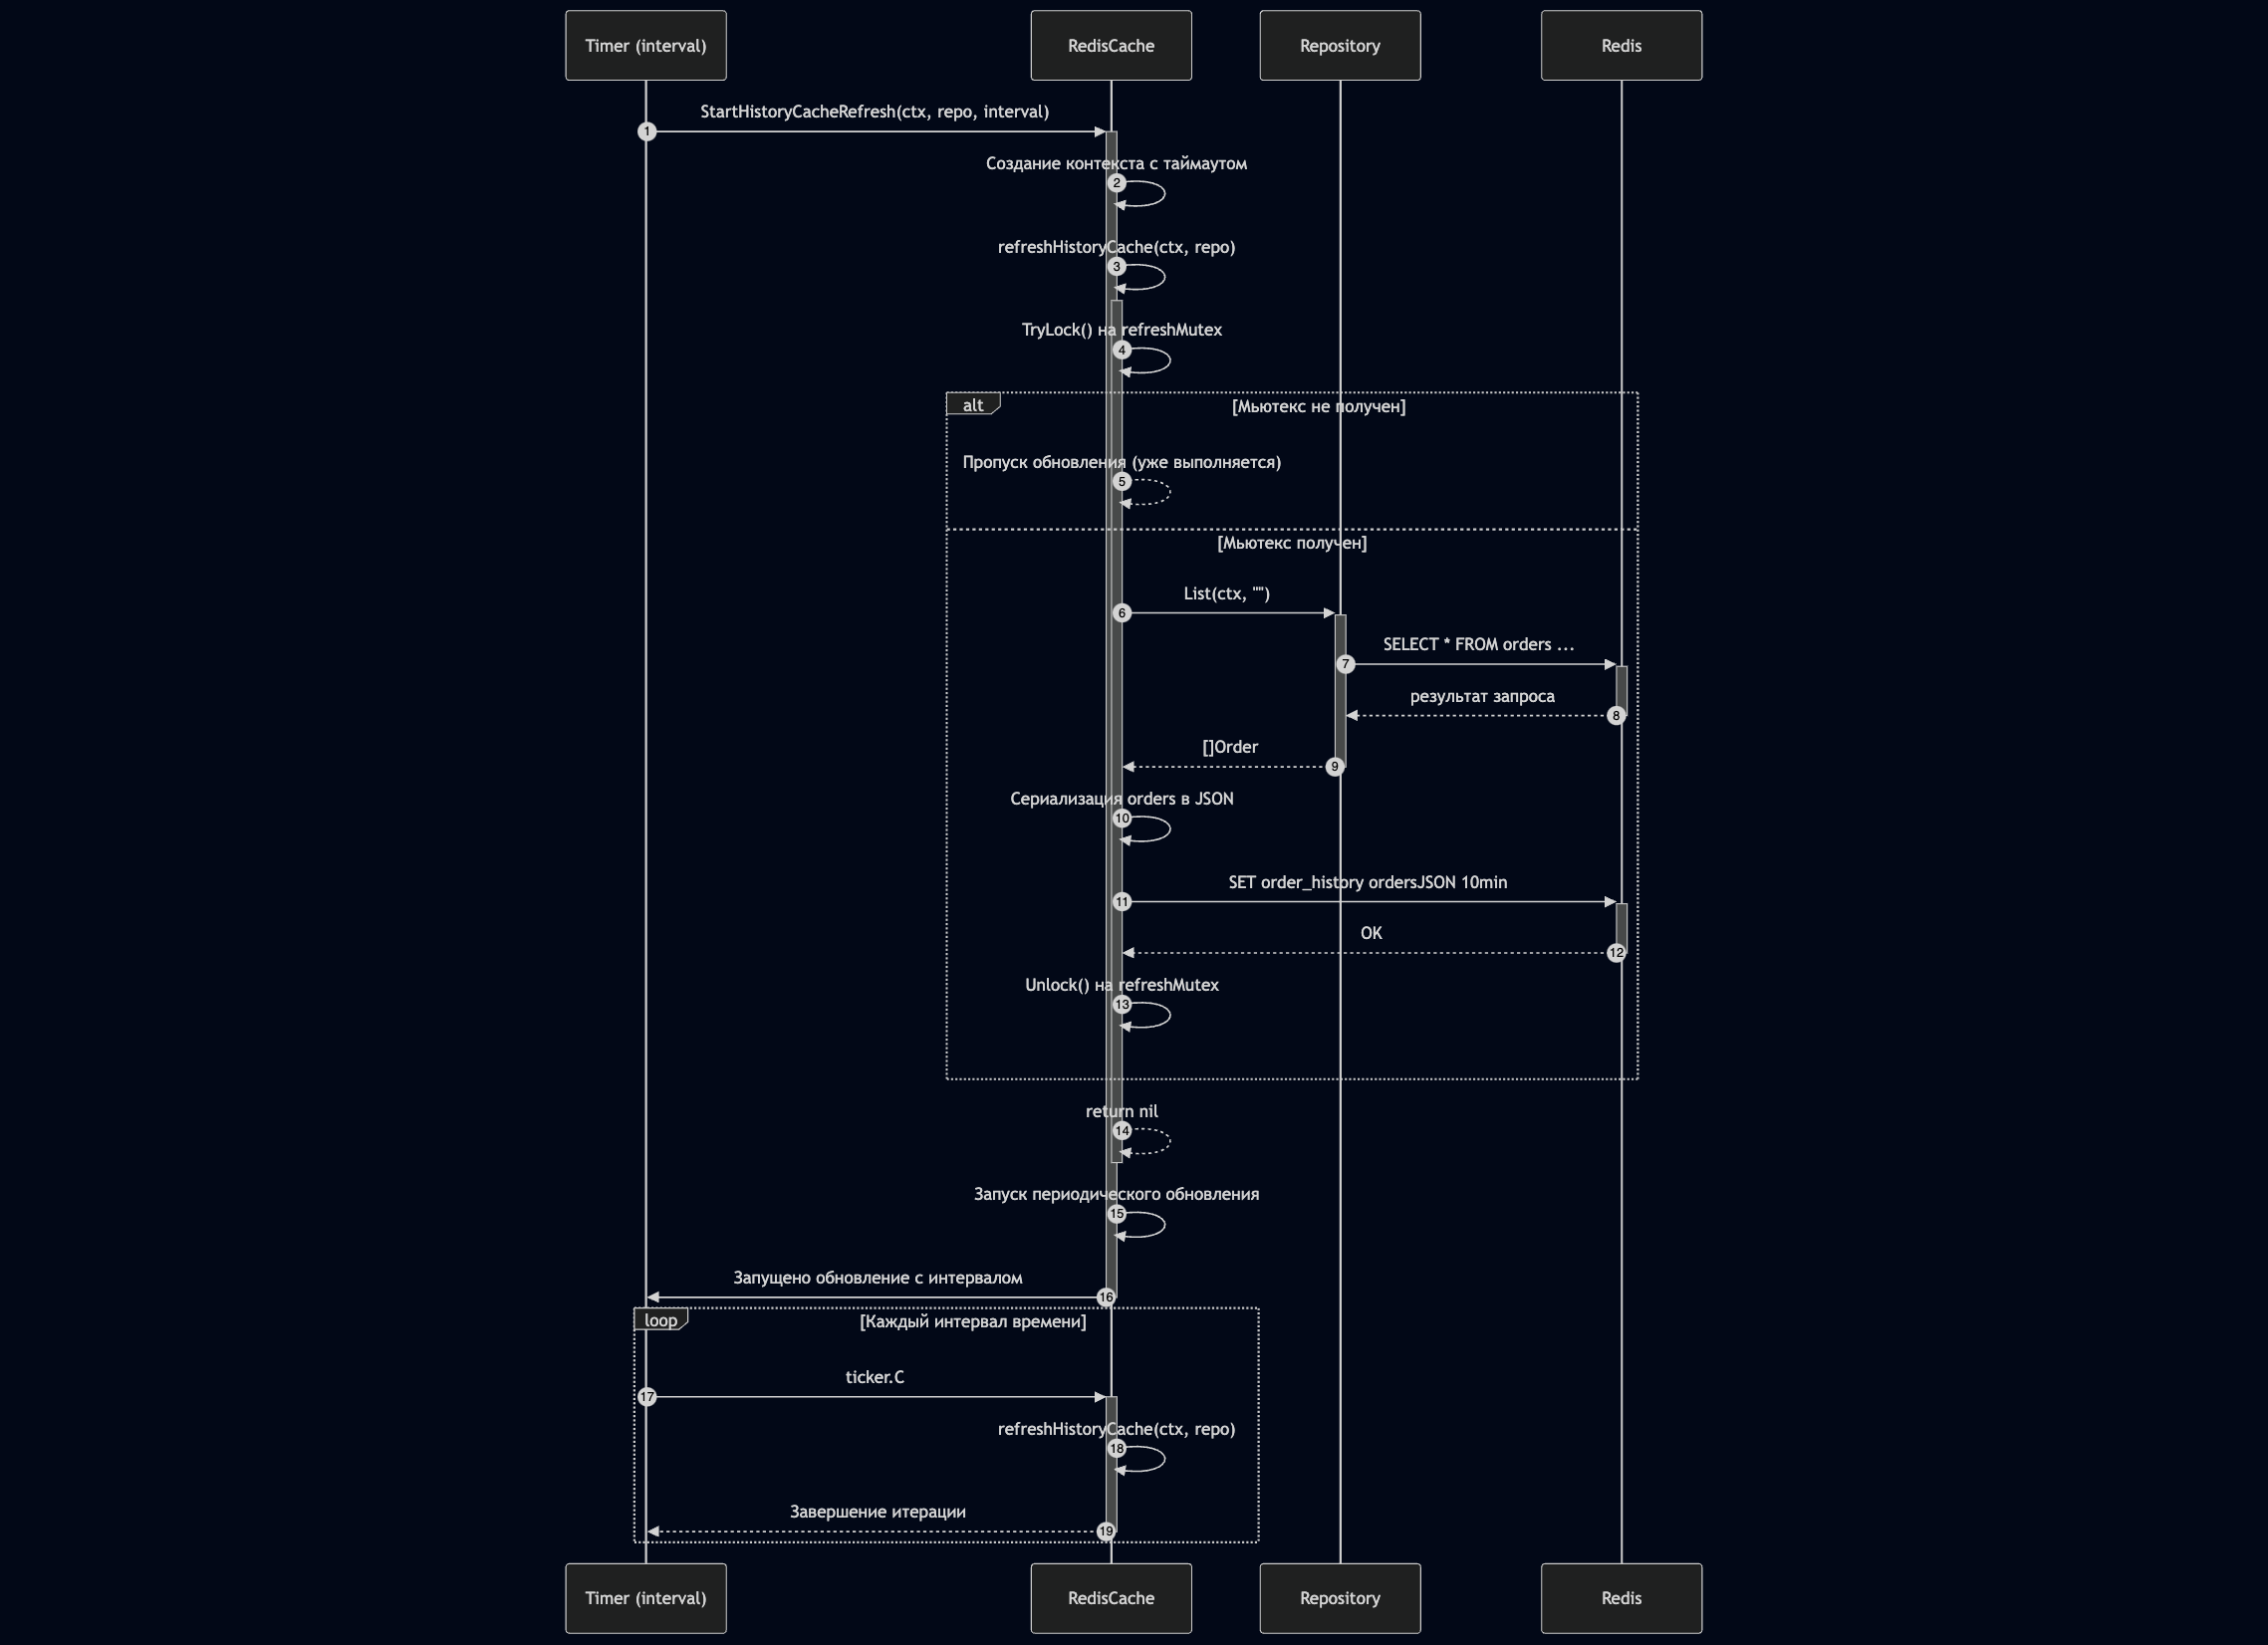 Timer (interval)
RedisCache
Repository
Redis
StartHistoryCacheRefresh(ctx, repo, interval)
1
Создание контекста с таймаутом
2
refreshHistoryCache(ctx, repo)
3
TryLock() на refreshMutex
4
alt
[Мьютекс не получен]
Пропуск обновления (уже выполняется)
5
[Мьютекс получен]
List(ctx, "")
6
SELECT * FROM orders ...
7
результат запроса
8
[]Order
9
Сериализация orders в JSON
10
SET order_history ordersJSON 10min
11
OK
12
Unlock() на refreshMutex
13
return nil
14
Запуск периодического обновления
15
Запущено обновление с интервалом
16
loop
[Каждый интервал времени]
ticker.C
17
refreshHistoryCache(ctx, repo)
18
Завершение итерации
19
Timer (interval)
RedisCache
Repository
Redis